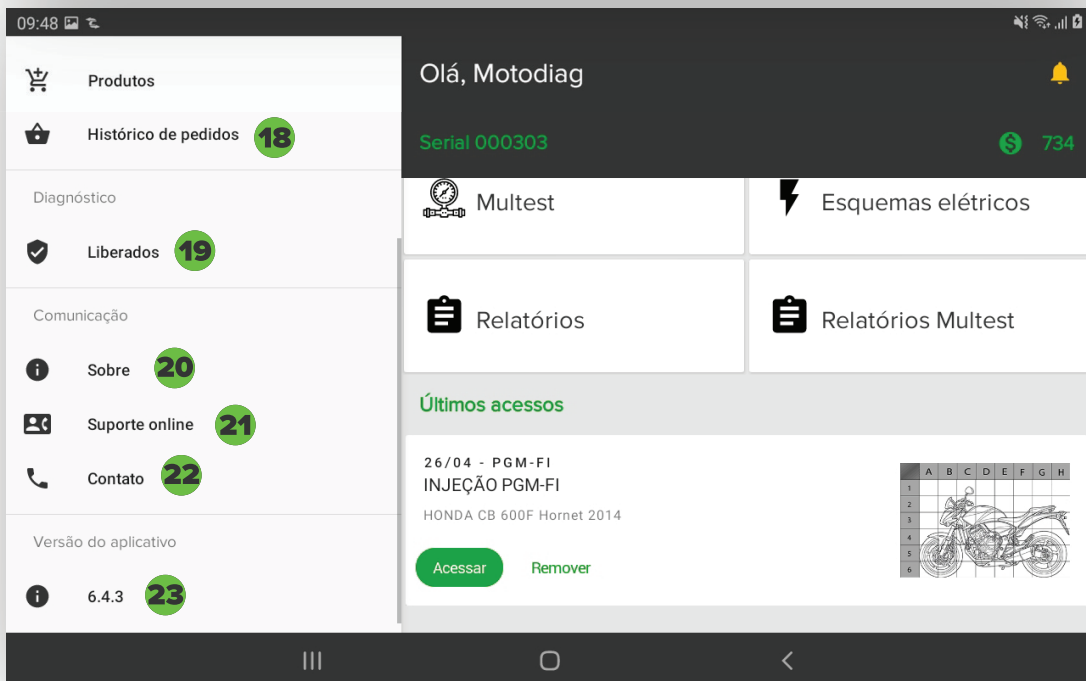 09:48
Produtos
Histórico de pedidos 18
Diagnóstico
Liberados 19
Comunicação
Sobre 20
Suporte online 21
Contato 22
Versão do aplicativo
6.4.3 23
Olá, Motodiag
Serial 000303
$ 734
Multest
Esquemas elétricos
Relatórios
Relatórios Multest
Últimos acessos
26/04 - PGM-FI
INJEÇÃO PGM-FI
HONDA CB 600F Hornet 2014
Acessar Remover
A B C D E F G H
1
2
3
4
5
6